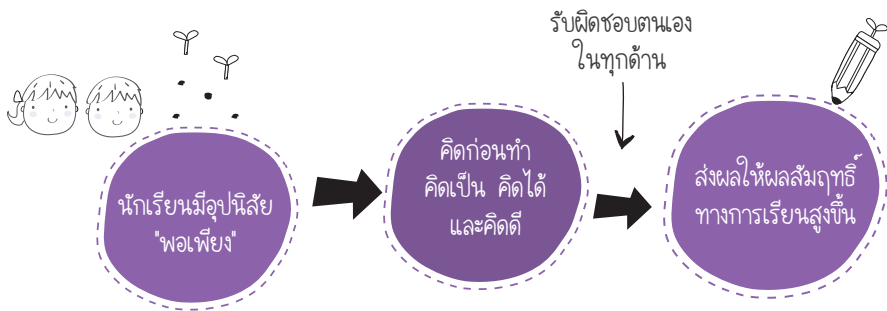 นักเรียนมีอุปนิสัย
"พอเพียง"
คิดก่อนทำ
คิดเป็น คิดได้
และคิดดี
รับผิดชอบตนเอง
ในทุกด้าน
ส่งผลให้ผลสัมฤทธิ์
ทางการเรียนสูงขึ้น